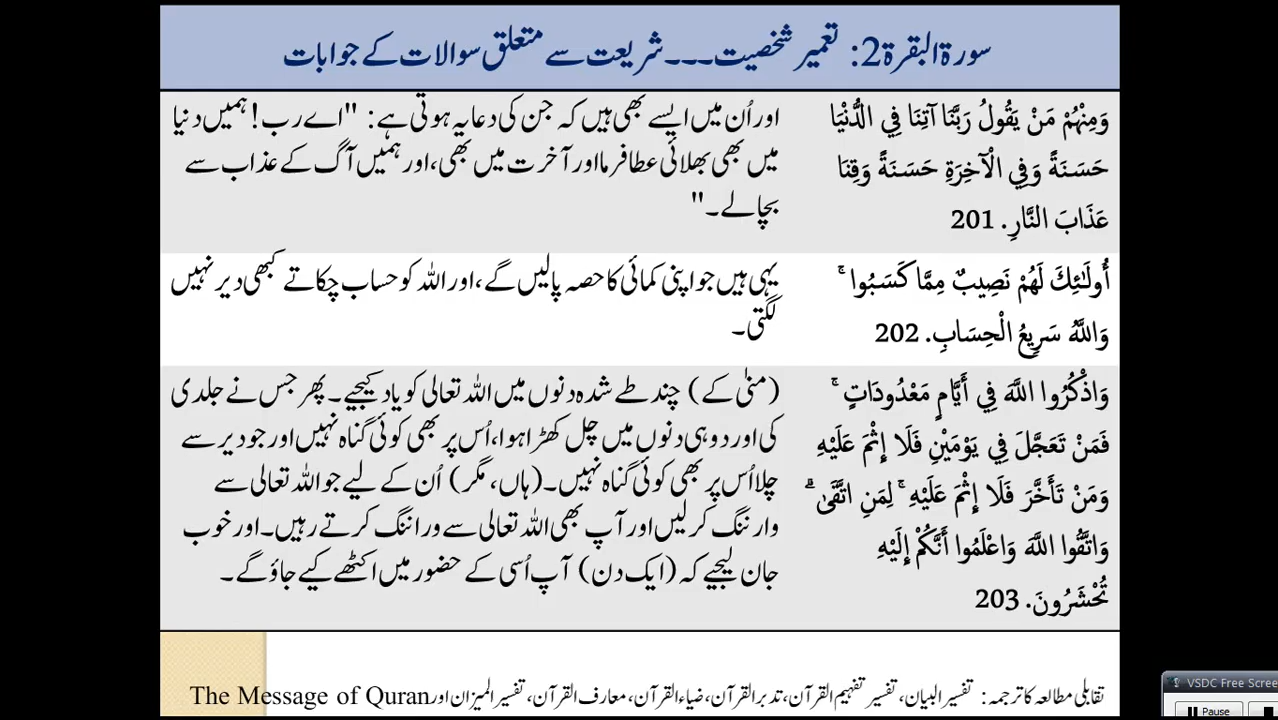 سورۃ البقرۃ 2: تعمیر شخصیت۔۔۔شریعت سے متعلق سوالات کے جوابات
وَمِنْهُمْ مَنْ يَقُولُ رَبَّنَا آتِنَا فِي الدُّنْيَا
حَسَنَةً وَفِي الْآخِرَةِ حَسَنَةً وَقِنَا
عَذَابَ النَّارِ. 201
اور اُن میں ایسے بھی ہیں کہ جن کی دعا یہ ہوتی ہے: "اے رب! ہمیں دنیا
میں بھی بھلائی عطا فرما اور آخرت میں بھی، اور ہمیں آگ کے عذاب سے
بچا لے۔"
أُولَٰئِكَ لَهُمْ نَصِيبٌ مِمَّا كَسَبُوا ۚ
وَاللَّهُ سَرِيعُ الْحِسَابِ. 202
یہی ہیں جو اپنی کمائی کا حصہ پالیں گے، اور اللہ کو حساب چکاتے کبھی دیر نہیں
لگتی۔
وَاذْكُرُوا اللَّهَ فِي أَيَّامٍ مَعْدُودَاتٍ ۚ
فَمَنْ تَعَجَّلَ فِي يَوْمَيْنِ فَلَا إِثْمَ عَلَيْهِ
وَمَنْ تَأَخَّرَ فَلَا إِثْمَ عَلَيْهِ ۚ لِمَنِ اتَّقَىٰ ۗ
وَاتَّقُوا اللَّهَ وَاعْلَمُوا أَنَّكُمْ إِلَيْهِ
تُحْشَرُونَ. 203
(منیٰ کے) چند طے شدہ دنوں میں اللہ تعالی کو یاد کیجیے۔ پھر جس نے جلدی
کی اور دو ہی دنوں میں چل کھڑا ہوا، اُس پر بھی کوئی گناہ نہیں اور جو دیر سے
چلا اُس پر بھی کوئی گناہ نہیں۔ (ہاں، مگر) اُن کے لیے جو اللہ تعالی سے
وارننگ کر لیں اور آپ بھی اللہ تعالی سے وراننگ کرتے رہیں۔ اور خوب
جان لیجیے کہ (ایک دن) آپ اُسی کے حضور میں اکٹھے کیے جاؤ گے۔
تقابلی مطالعہ کا ترجمہ: تفسیر البیان، تفسیر تفہیم القرآن، تدبر القرآن، ضیاء القرآن، معارف القرآن، تفسیر المیزان اور The Message of Quran
VSDC Free Scree
Pause